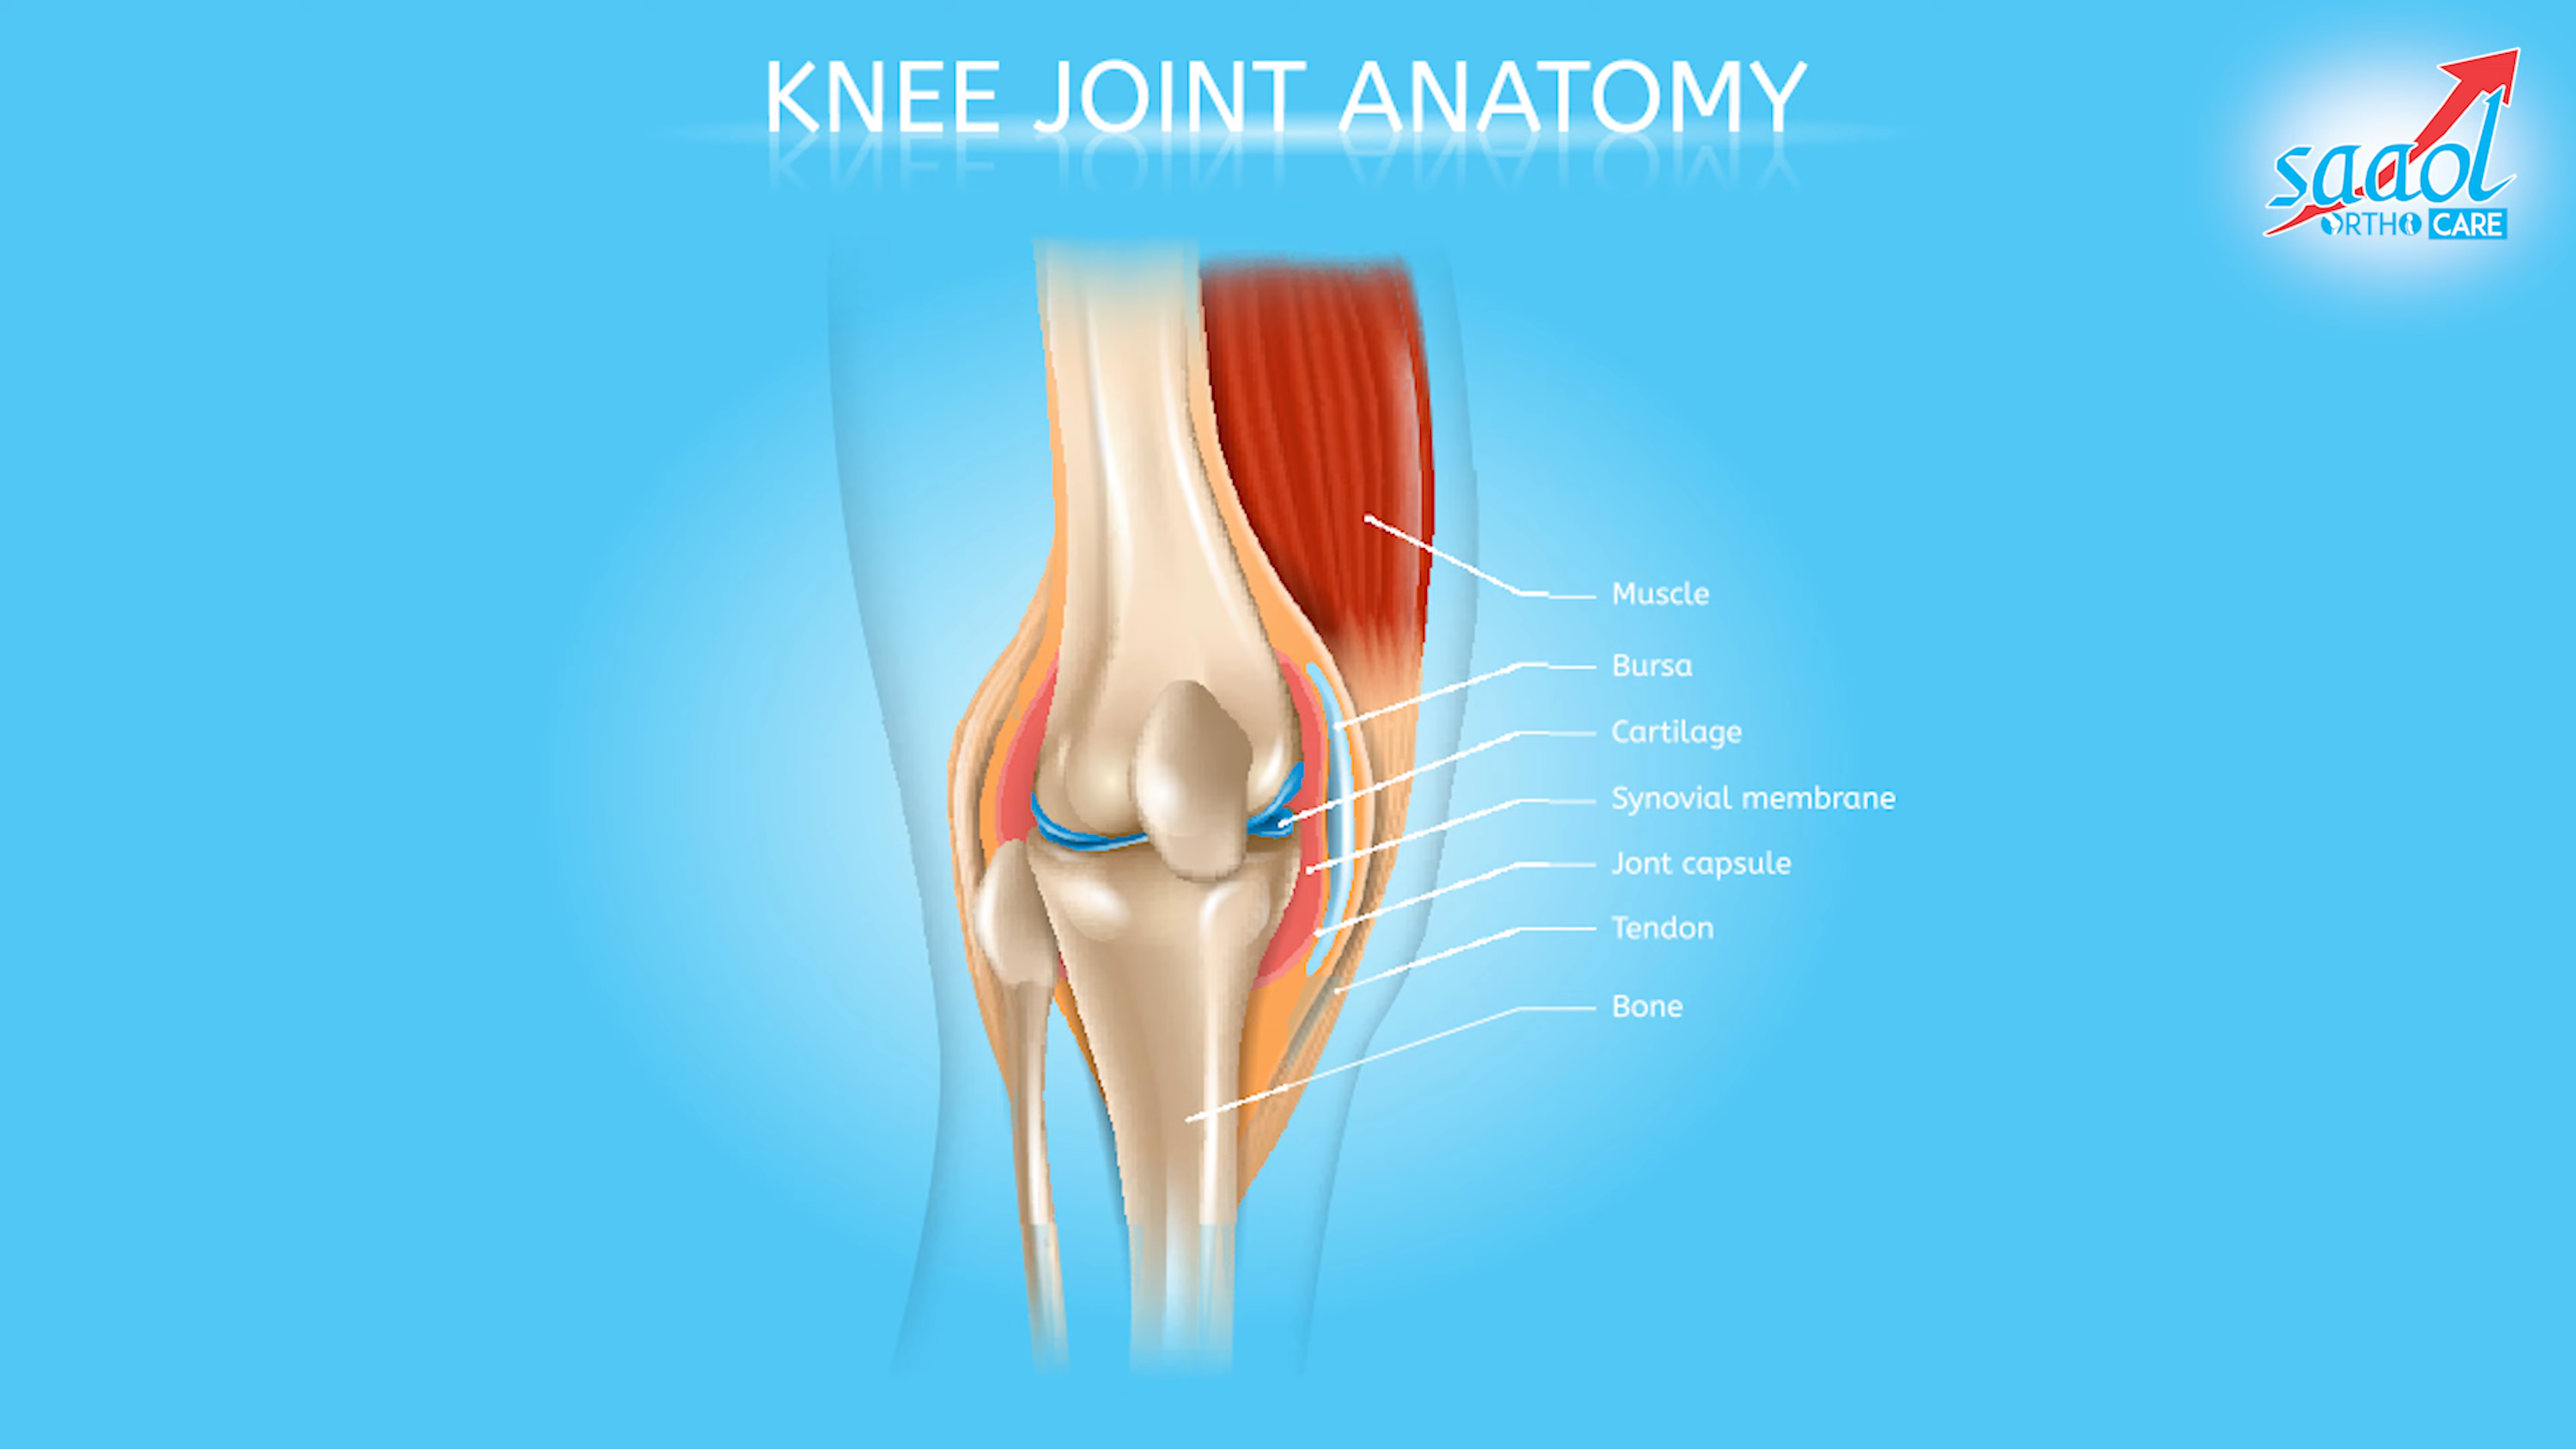 KNEE JOINT ANATOMY
saaol
ORTHO CARE
Muscle
Bursa
Cartilage
Synovial membrane
Jont capsule
Tendon
Bone